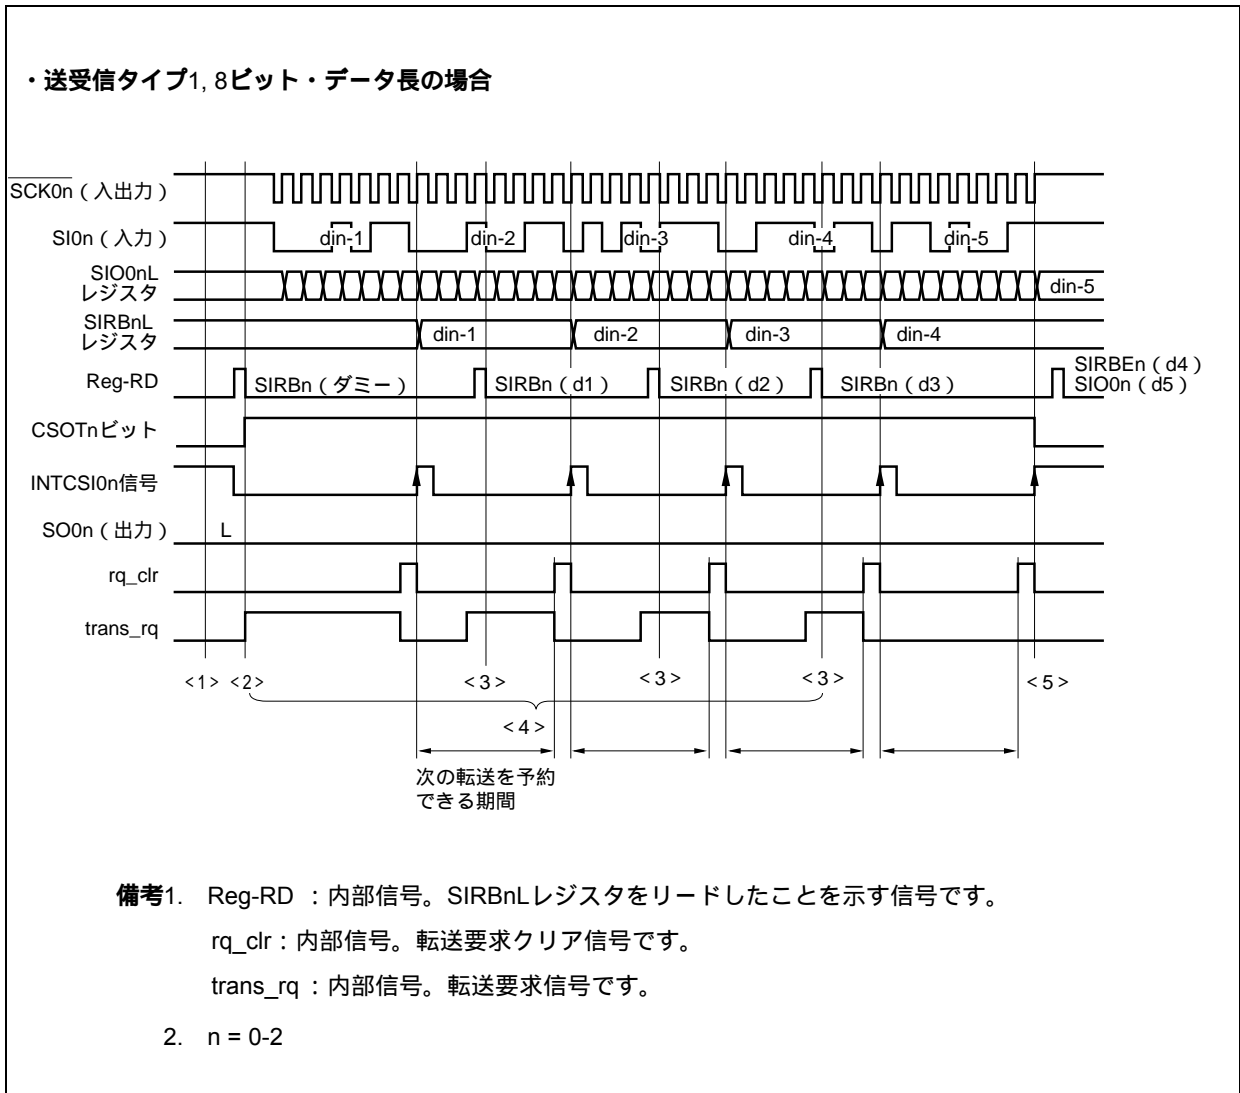 ・送受信タイプ1, 8ビット・データ長の場合
SCK0n（入出力）
SI0n（入力）
din-1
din-2
din-3
din-4
din-5
SIO0nL
レジスタ
din-5
SIRBnL
レジスタ
din-1
din-2
din-3
din-4
Reg-RD
SIRBn（ダミー）
SIRBn（d1）
SIRBn（d2）
SIRBn（d3）
SIRBEn（d4）
SIO0n（d5）
CSOTnビット
INTCSI0n信号
SO0n（出力）
L
rq_clr
trans_rq
<1>
<2>
<3>
<3>
<3>
<5>
<4>
次の転送を予約
できる期間
備考1. Reg-RD ：内部信号。SIRBnLレジスタをリードしたことを示す信号です。
rq_clr：内部信号。転送要求クリア信号です。
trans_rq ：内部信号。転送要求信号です。
2. n = 0-2